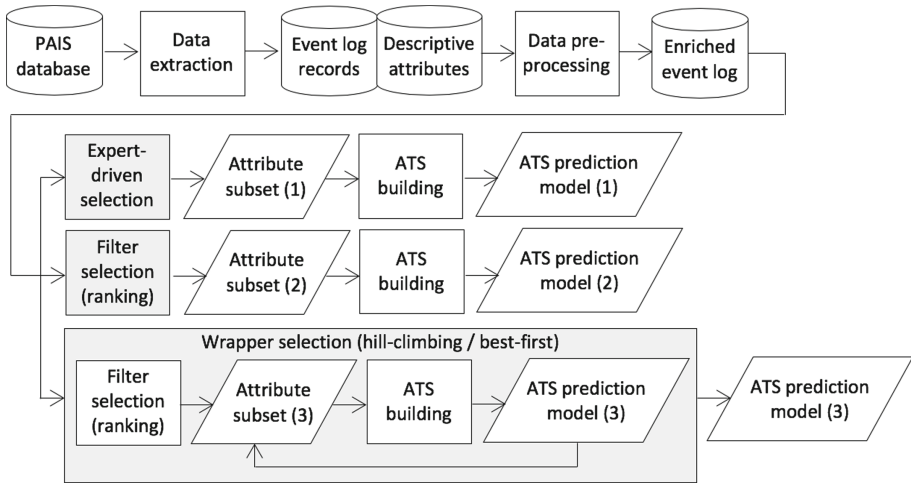 PAIS
database
Data
extraction
Event log
records
Descriptive
attributes
Data pre-
processing
Enriched
event log
Expert-
driven
selection
Attribute
subset (1)
ATS
building
ATS prediction
model (1)
Filter
selection
(ranking)
Attribute
subset (2)
ATS
building
ATS prediction
model (2)
Wrapper selection (hill-climbing / best-first)
Filter
selection
(ranking)
Attribute
subset (3)
ATS
building
ATS prediction
model (3)
ATS prediction
model (3)